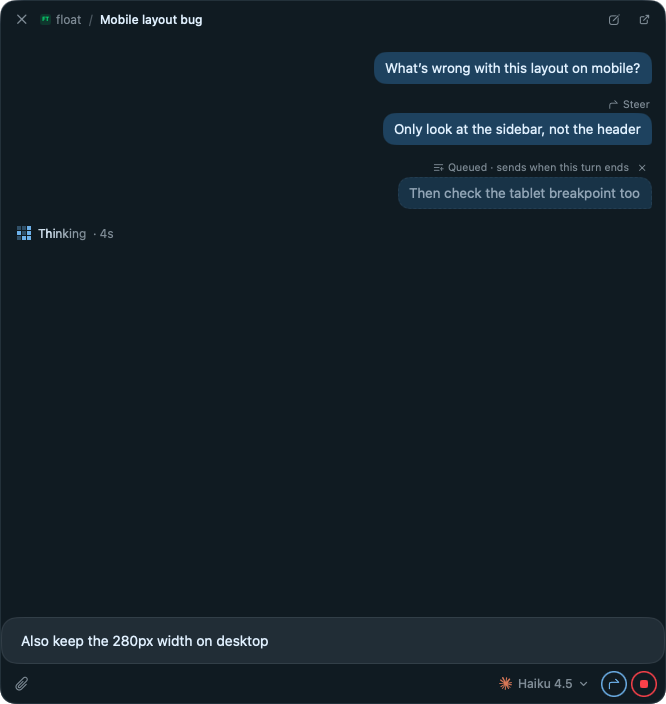 FT float / Mobile layout bug
What's wrong with this layout on mobile?
Steer
Only look at the sidebar, not the header
Queued · sends when this turn ends
Then check the tablet breakpoint too
Thinking · 4s
Also keep the 280px width on desktop
Haiku 4.5